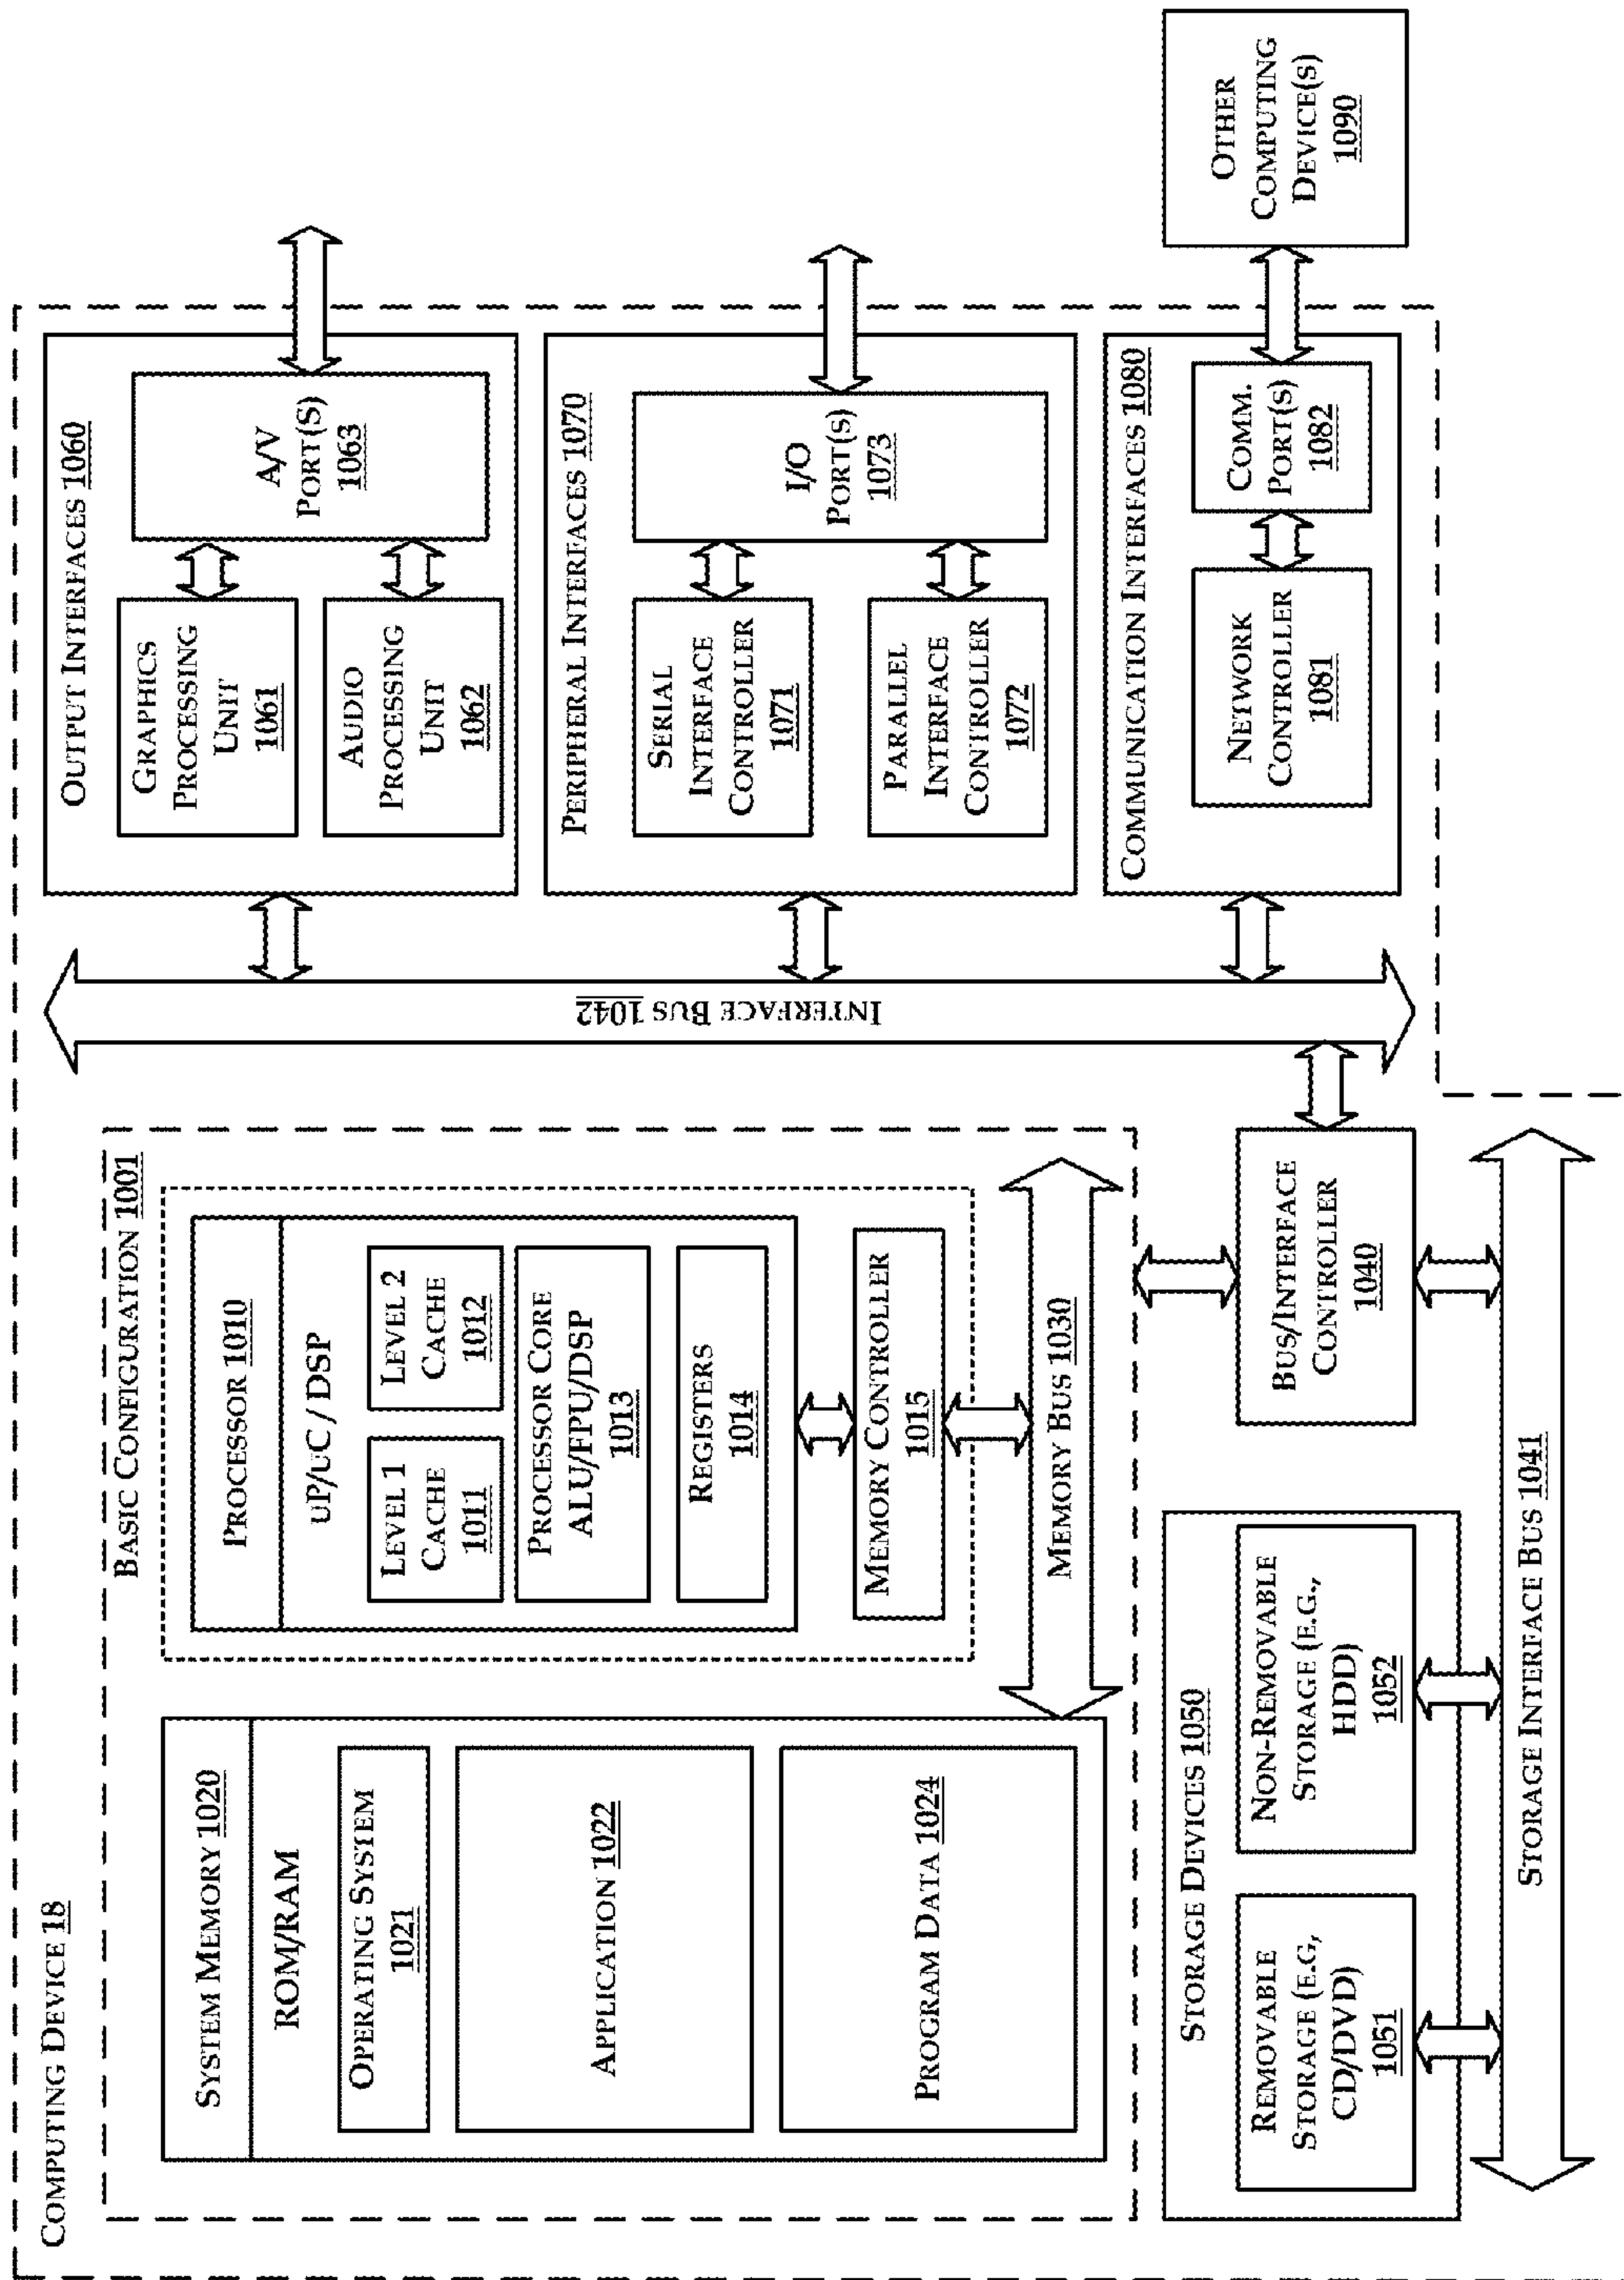 COMPUTING DEVICE 18
BASIC CONFIGURATION 1001
SYSTEM MEMORY 1020
ROM/RAM
OPERATING SYSTEM
1021
APPLICATION 1022
PROGRAM DATA 1024
PROCESSOR 1010
uP/uC / DSP
LEVEL 1
CACHE
1011
LEVEL 2
CACHE
1012
PROCESSOR CORE
ALU/FPU/DSP
1013
REGISTERS
1014
MEMORY CONTROLLER
1015
MEMORY BUS 1030
BUS/INTERFACE
CONTROLLER
1040
STORAGE DEVICES 1050
REMOVABLE
STORAGE (E.G,
CD/DVD)
1051
NON-REMOVABLE
STORAGE (E.G.,
HDD)
1052
STORAGE INTERFACE BUS 1041
INTERFACE BUS 1042
OUTPUT INTERFACES 1060
GRAPHICS
PROCESSING
UNIT
1061
AUDIO
PROCESSING
UNIT
1062
A/V
PORT(S)
1063
PERIPHERAL INTERFACES 1070
SERIAL
INTERFACE
CONTROLLER
1071
PARALLEL
INTERFACE
CONTROLLER
1072
I/O
PORT(S)
1073
COMMUNICATION INTERFACES 1080
NETWORK
CONTROLLER
1081
COMM.
PORT(S)
1082
OTHER
COMPUTING
DEVICE(S)
1090